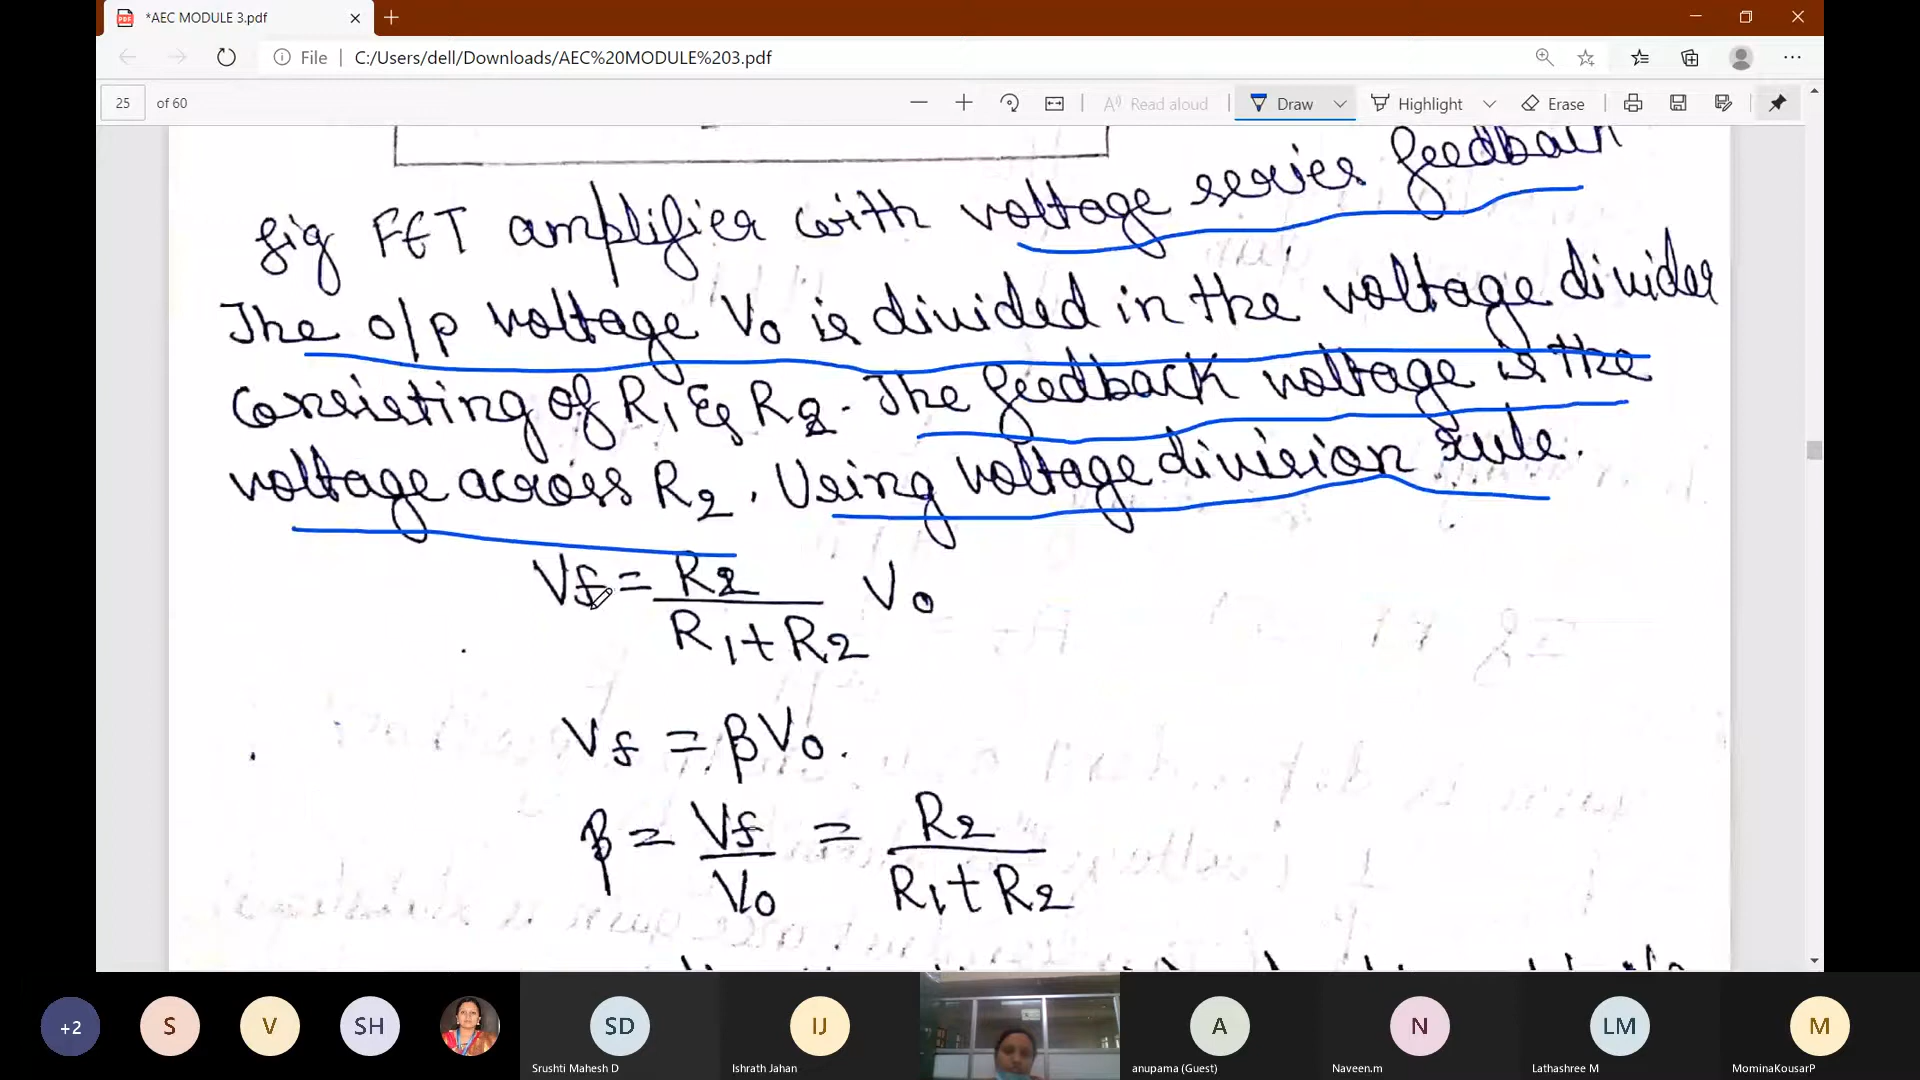 *AEC MODULE 3.pdf
File C:/Users/dell/Downloads/AEC%20MODULE%203.pdf
25 of 60 Read aloud Draw Highlight Erase
fig FET amplifier with voltage series feedback
The o/p voltage Vo is divided in the voltage divider
consisting of R1 & R2. The feedback voltage is the
voltage across R2. Using voltage division rule.
Vf = R2 Vo
R1+R2
Vf = βVo.
β = Vf = R2
Vo R1+R2
+2 S V SH SD IJ A N LM M
Srushti Mahesh D Ishrath Jahan anupama (Guest) Naveen.m Lathashree M MominaKousarP